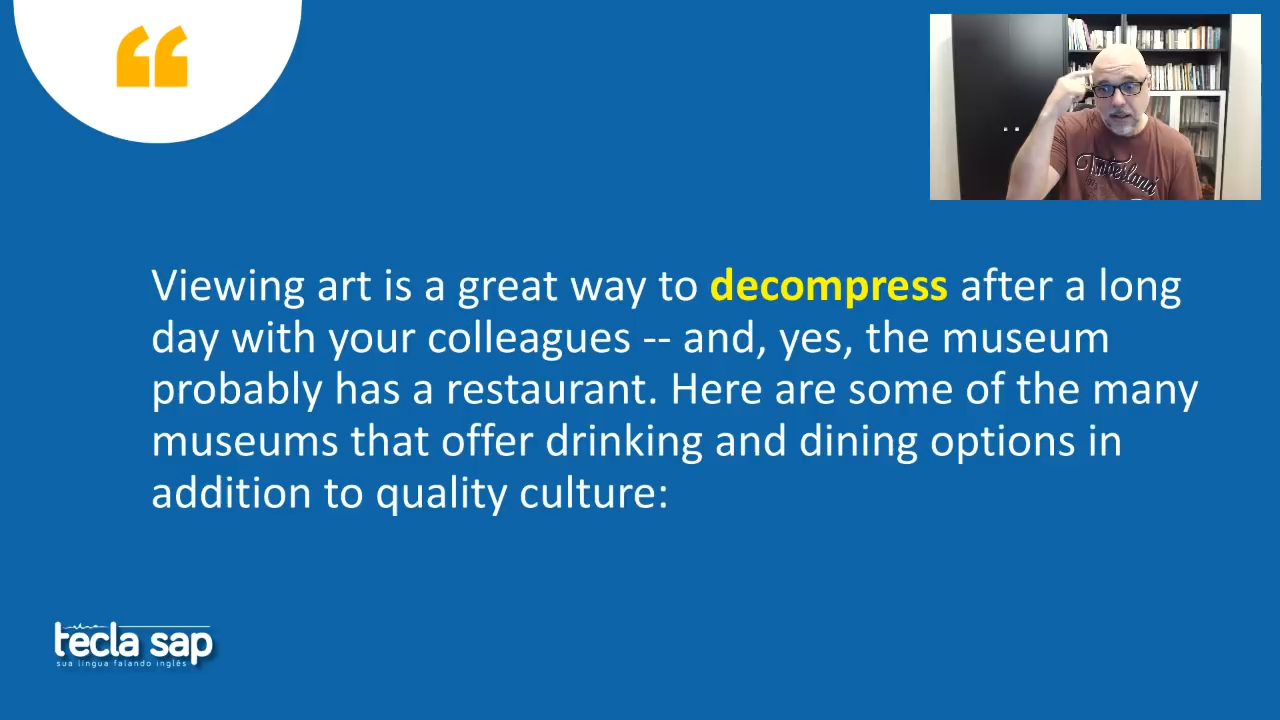 “
Timberland
Viewing art is a great way to decompress after a long
day with your colleagues -- and, yes, the museum
probably has a restaurant. Here are some of the many
museums that offer drinking and dining options in
addition to quality culture:
tecla sap
sua língua falando inglês